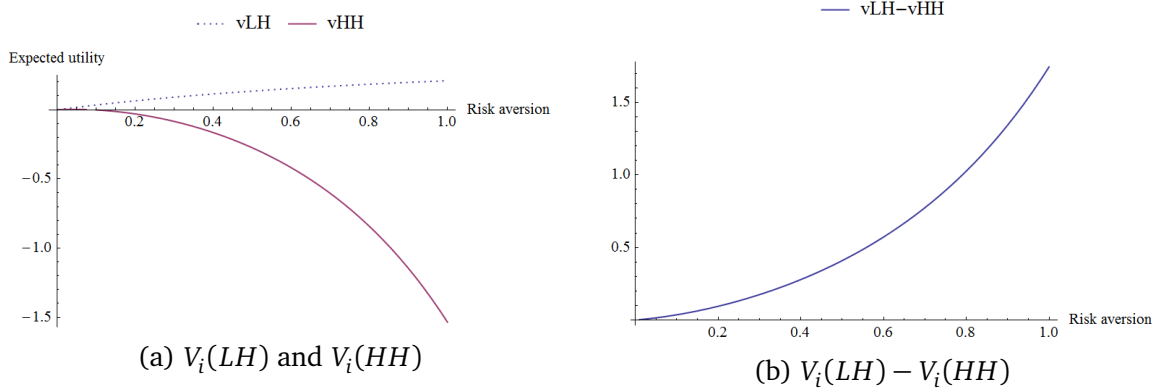 vLH vHH
Expected utility
Risk aversion
0.2 0.4 0.6 0.8 1.0
−0.5
−1.0
−1.5
(a) V_i(LH) and V_i(HH)
vLH−vHH
1.5
1.0
0.5
Risk aversion
0.2 0.4 0.6 0.8 1.0
(b) V_i(LH) − V_i(HH)